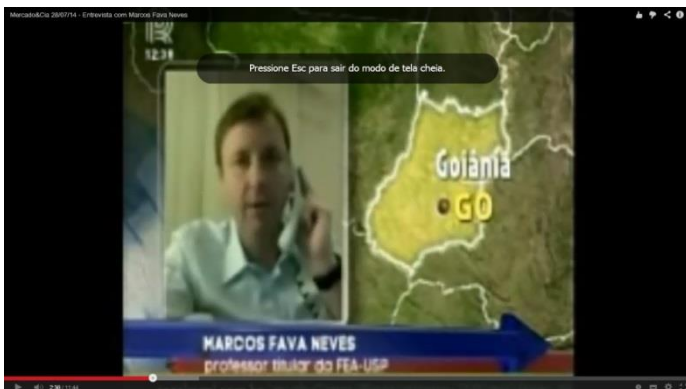 Mercado&Cia 28/07/14 - Entrevista com Marcos Fava Neves
12:38
Pressione Esc para sair do modo de tela cheia.
Goiânia
GO
MARCOS FAVA NEVES
professor titular da FEA-USP